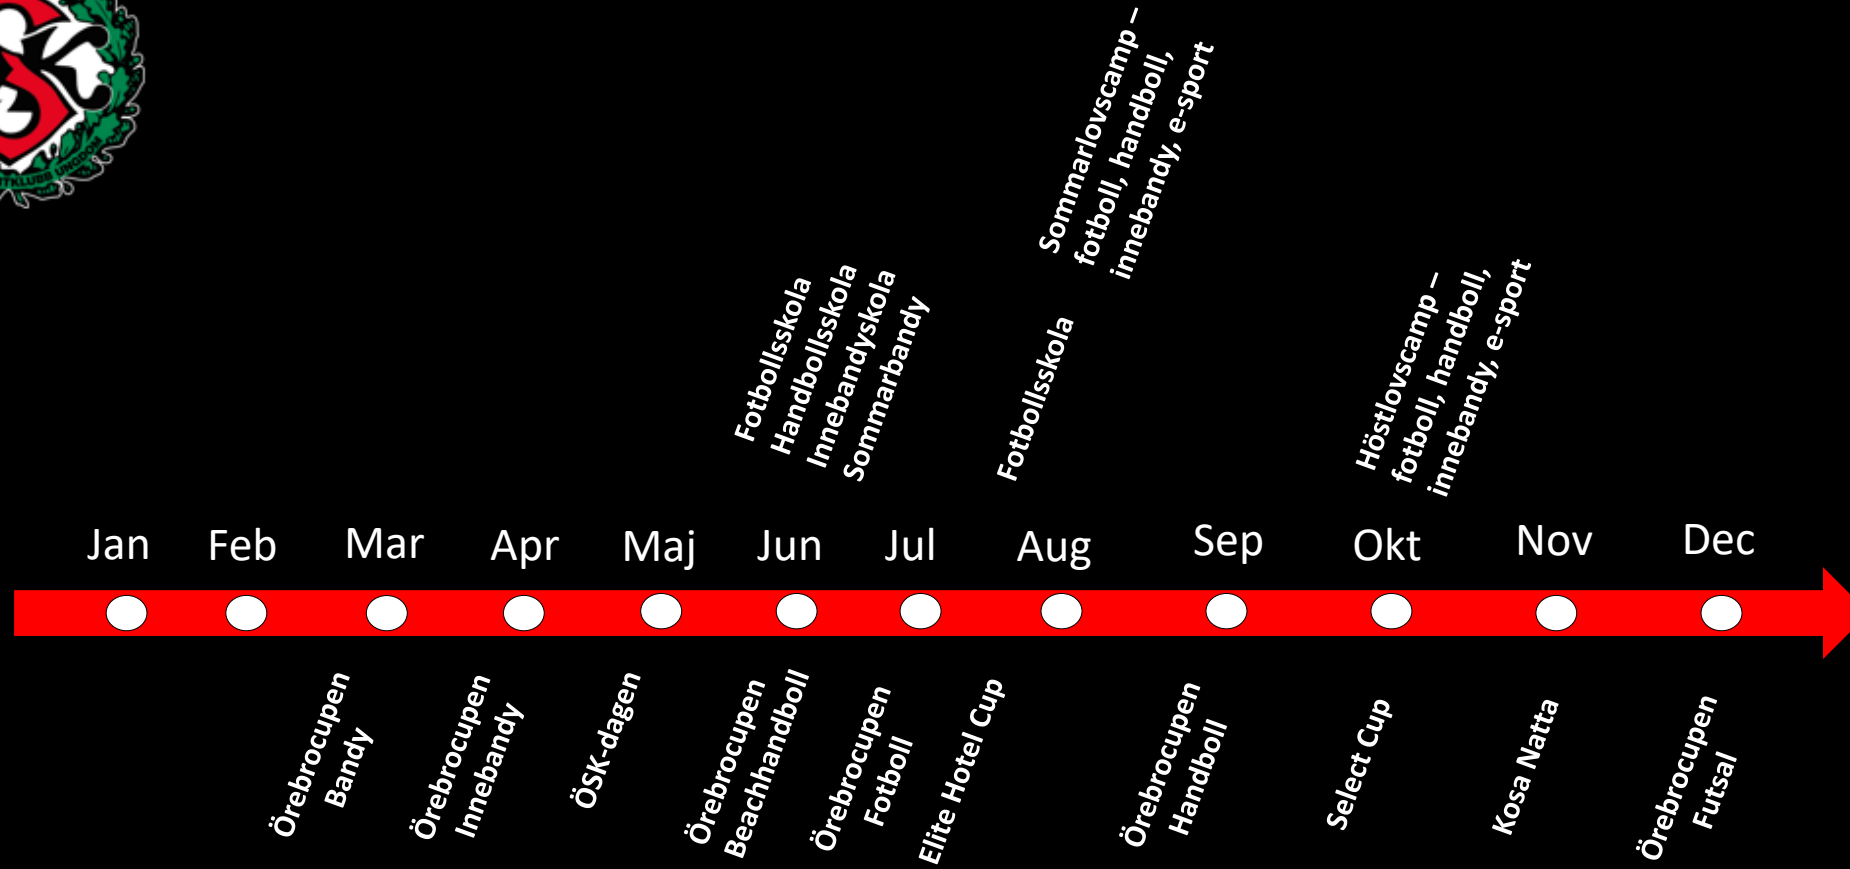 Sommarlovscamp –
fotboll, handboll,
innebandy, e-sport
Fotbollsskola
Handbollsskola
Innebandyskola
Sommarbandy
Fotbollsskola
Höstlovscamp –
fotboll, handboll,
innebandy, e-sport
Jan
Feb
Mar
Apr
Maj
Jun
Jul
Aug
Sep
Okt
Nov
Dec
Örebrocupen
Bandy
Örebrocupen
Innebandy
ÖSK-dagen
Örebrocupen
Beachhandboll
Örebrocupen
Fotboll
Elite Hotel Cup
Örebrocupen
Handboll
Select Cup
Kosa Natta
Örebrocupen
Futsal